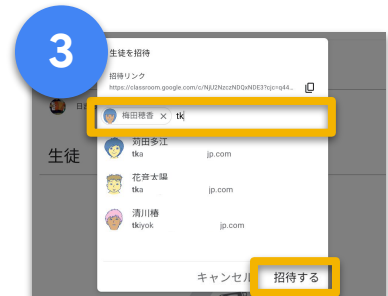 3
生徒を招待
招待リンク
https://classroom.google.com/c/NjU2NzczNDQxNDE3?cjc=q44...
日
梅田穂香 × tk
生徒
苅田多江
tka jp.com
花音太陽
tka jp.com
清川椿
tkiyok jp.com
キャンセル 招待する